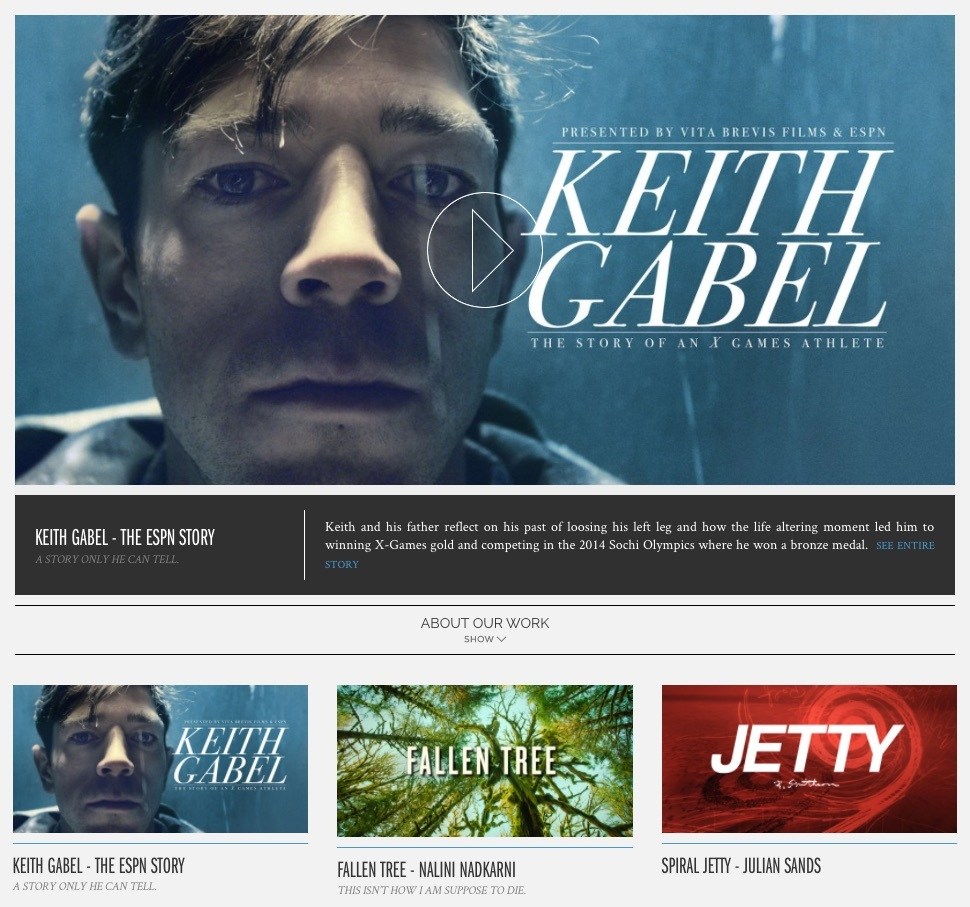 PRESENTED BY VITA BREVIS FILMS & ESPN
KEITH
GABEL
THE STORY OF AN X GAMES ATHLETE
KEITH GABEL - THE ESPN STORY
A STORY ONLY HE CAN TELL.
Keith and his father reflect on his past of loosing his left leg and how the life altering moment led him to
winning X-Games gold and competing in the 2014 Sochi Olympics where he won a bronze medal. SEE ENTIRE
STORY
ABOUT OUR WORK
SHOW
PRESENTED BY VITA BREVIS FILMS & ESPN
KEITH
GABEL
THE STORY OF AN X GAMES ATHLETE
FALLEN TREE
JETTY
KEITH GABEL - THE ESPN STORY
A STORY ONLY HE CAN TELL.
FALLEN TREE - NALINI NADKARNI
THIS ISN'T HOW I AM SUPPOSE TO DIE.
SPIRAL JETTY - JULIAN SANDS